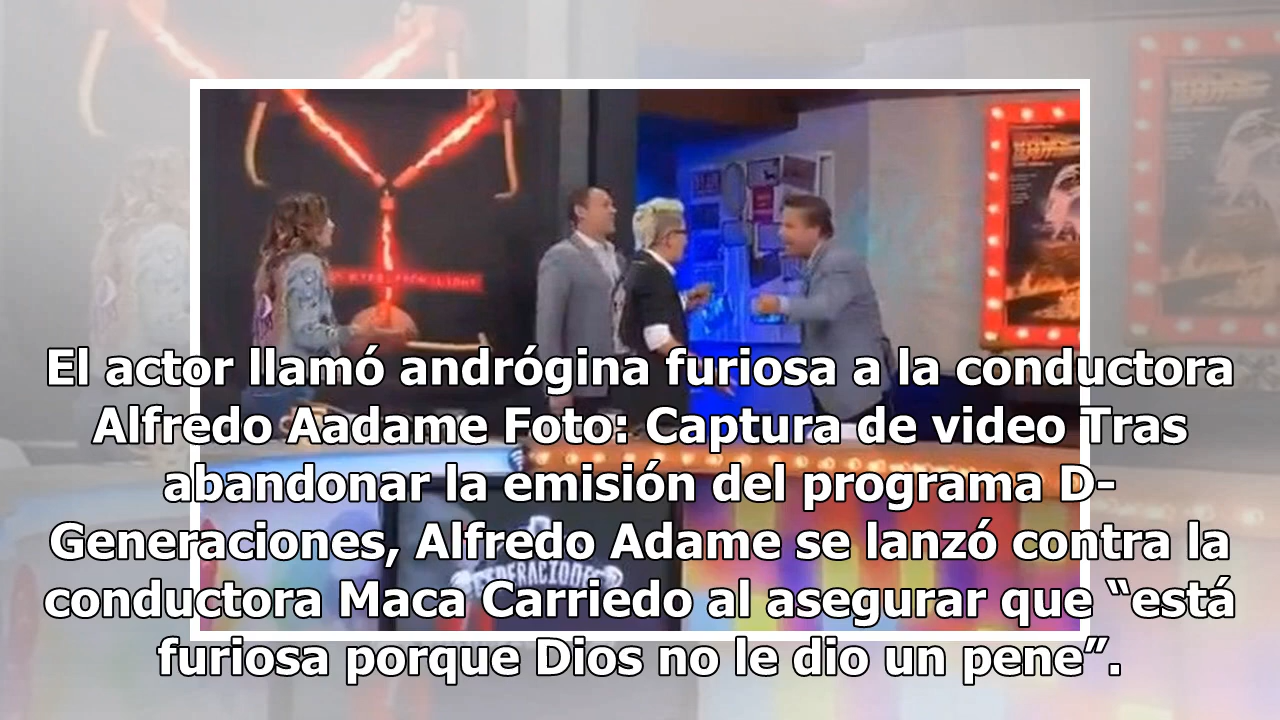 El actor llamó andrógina furiosa a la conductora
Alfredo Aadame Foto: Captura de video Tras
abandonar la emisión del programa D-
Generaciones, Alfredo Adame se lanzó contra la
conductora Maca Carriedo al asegurar que “está
furiosa porque Dios no le dio un pene”.